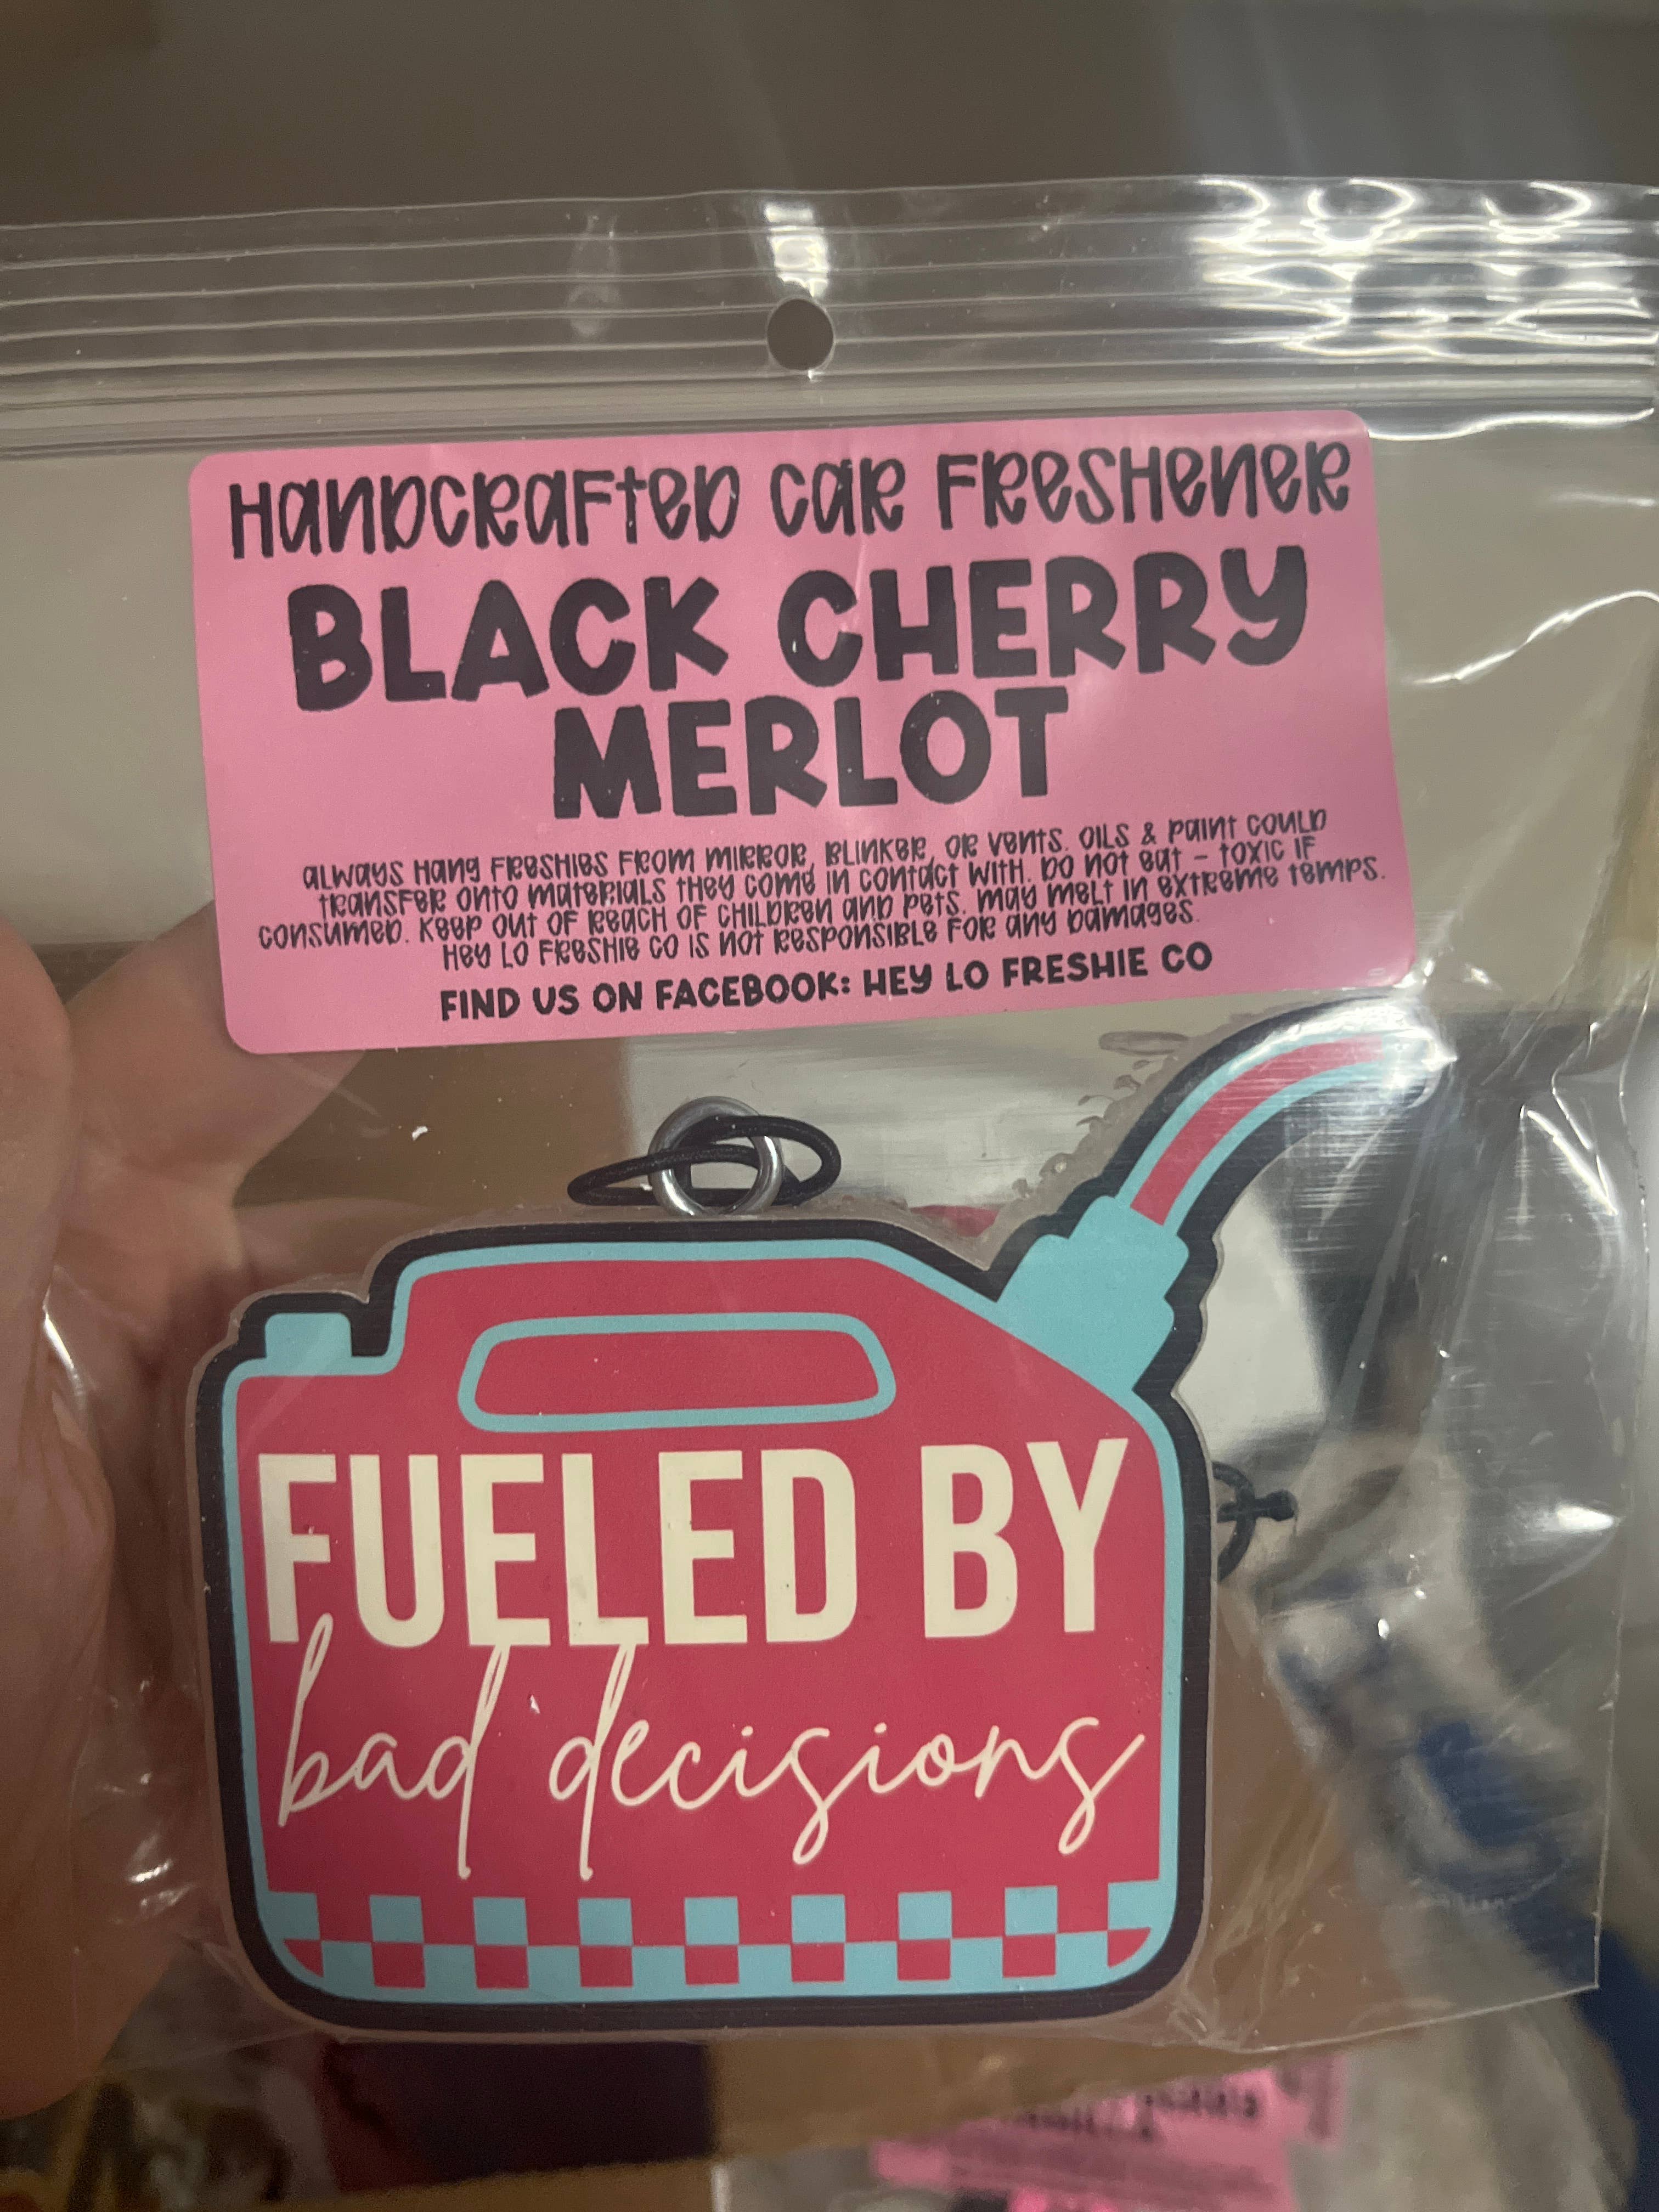 HANDCRAFTED CAR FRESHENER
BLACK CHERRY
MERLOT
ALWAYS HANG FRESHIES FROM MIRROR, BLINKER, OR VENTS. OILS & PAINT COULD
TRANSFER ONTO MATERIALS THEY COME IN CONTACT WITH. DO NOT EAT – TOXIC IF
CONSUMED. KEEP OUT OF REACH OF CHILDREN AND PETS. MAY MELT IN EXTREME TEMPS.
HEY LO FRESHIE CO IS NOT RESPONSIBLE FOR ANY DAMAGES.
FIND US ON FACEBOOK: HEY LO FRESHIE CO
FUELED BY
bad decisions